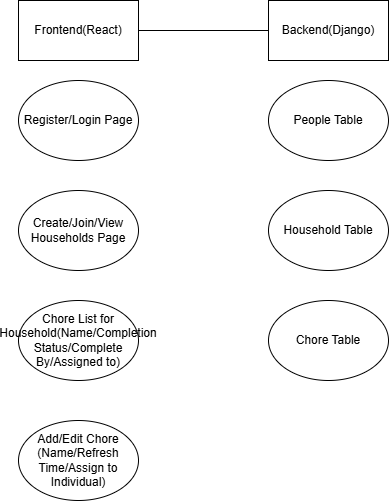 Frontend(React)
Backend(Django)
Register/Login Page
People Table
Create/Join/View
Households Page
Household Table
Chore List for
Household(Name/Completion
Status/Complete
By/Assigned to)
Chore Table
Add/Edit Chore
(Name/Refresh
Time/Assign to
Individual)